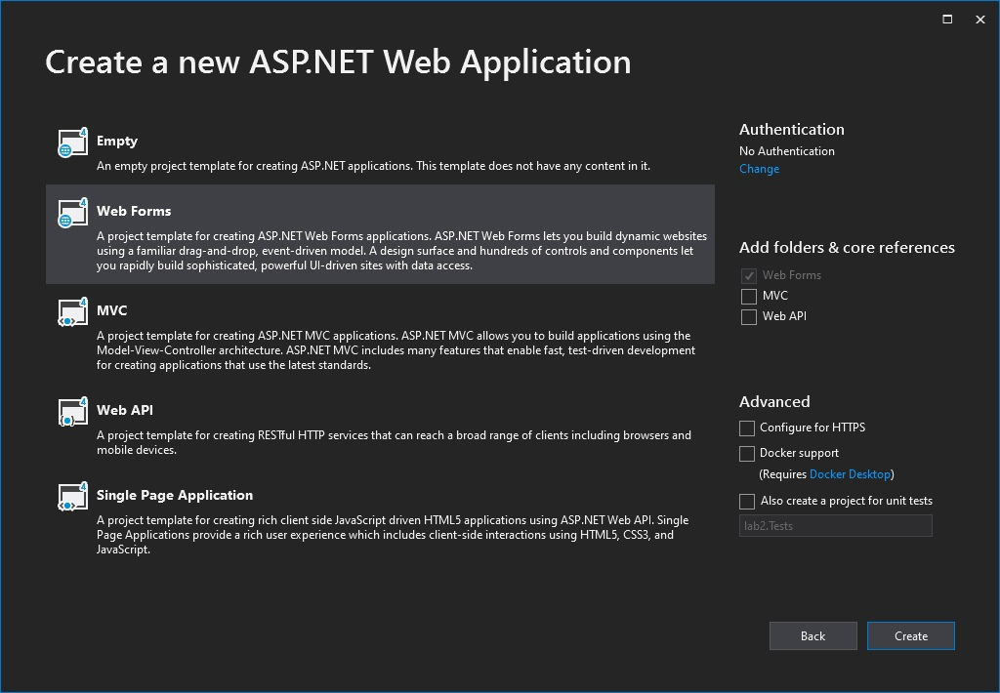 Create a new ASP.NET Web Application
4
Empty
An empty project template for creating ASP.NET applications. This template does not have any content in it.
4
Web Forms
A project template for creating ASP.NET Web Forms applications. ASP.NET Web Forms lets you build dynamic websites
using a familiar drag-and-drop, event-driven model. A design surface and hundreds of controls and components let
you rapidly build sophisticated, powerful UI-driven sites with data access.
4
MVC
A project template for creating ASP.NET MVC applications. ASP.NET MVC allows you to build applications using the
Model-View-Controller architecture. ASP.NET MVC includes many features that enable fast, test-driven development
for creating applications that use the latest standards.
4
Web API
A project template for creating RESTful HTTP services that can reach a broad range of clients including browsers and
mobile devices.
4
Single Page Application
A project template for creating rich client side JavaScript driven HTML5 applications using ASP.NET Web API. Single
Page Applications provide a rich user experience which includes client-side interactions using HTML5, CSS3, and
JavaScript.
Authentication
No Authentication
Change
Add folders & core references
Web Forms
MVC
Web API
Advanced
Configure for HTTPS
Docker support
(Requires Docker Desktop)
Also create a project for unit tests
lab2.Tests
Back
Create